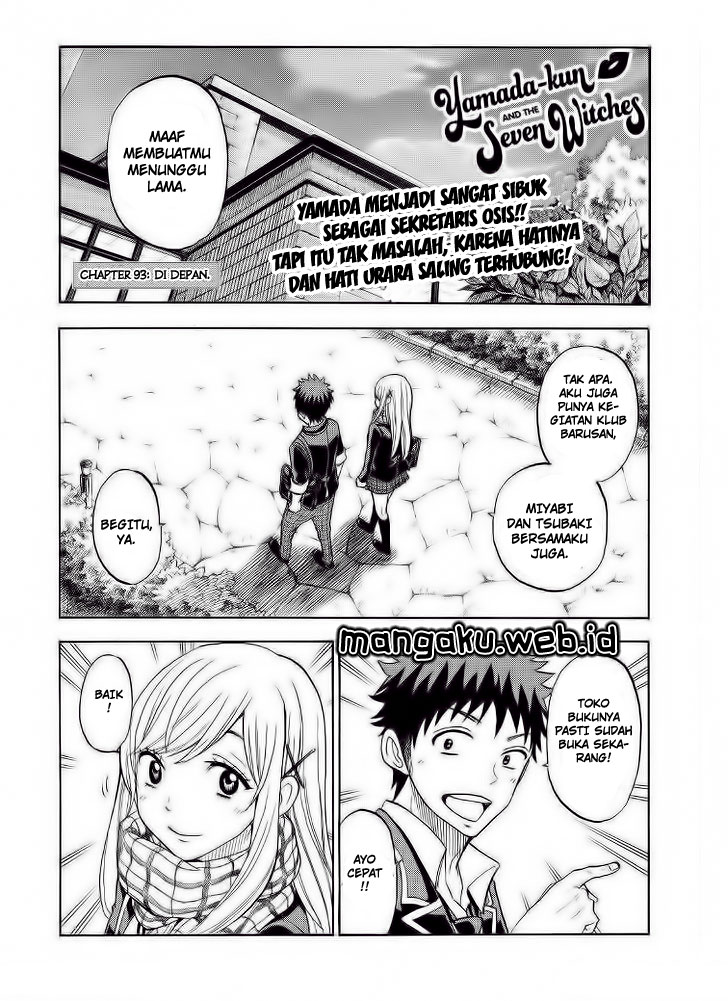 Yamada-kun
AND THE
Seven Witches
MAAF
MEMBUATMU
MENUNGGU
LAMA.
YAMADA MENJADI SANGAT SIBUK
SEBAGAI SEKRETARIS OSIS!!
TAPI ITU TAK MASALAH, KARENA HATINYA
DAN HATI URARA SALING TERHUBUNG!
CHAPTER 93: DI DEPAN.
TAK APA.
AKU JUGA
PUNYA KE-
GIATAN KLUB
BARUSAN,
MIYABI
DAN TSUBAKI
BERSAMAKU
JUGA.
BEGITU,
YA.
mangaku.web.id
TOKO
BUKUNYA
PASTI SUDAH
BUKA SEKA-
RANG!
AYO
CEPAT
!!
BAIK
!